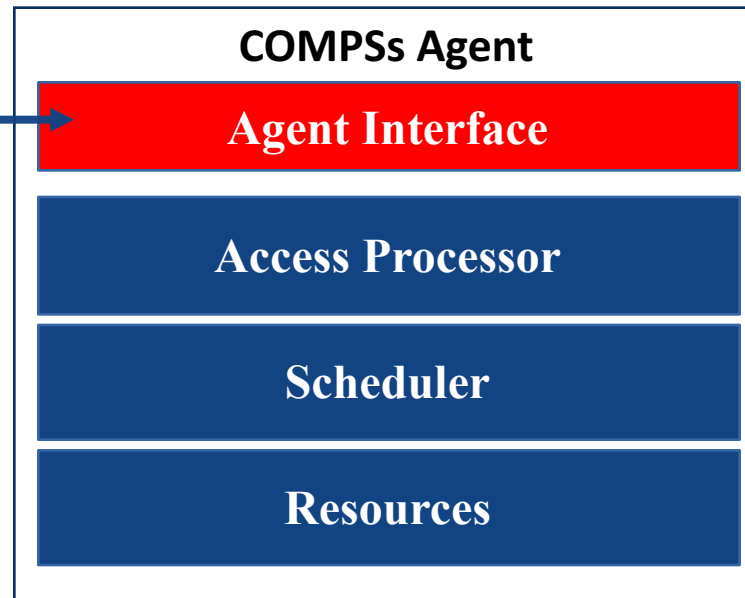 COMPSs Agent
Agent Interface
Access Processor
Scheduler
Resources